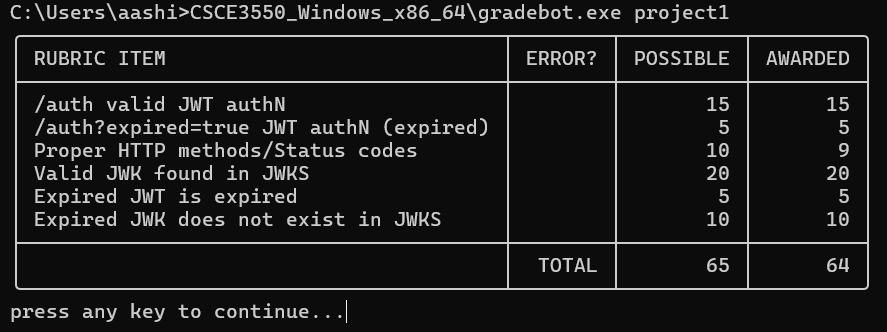 C:\Users\aashi>CSCE3550_Windows_x86_64\gradebot.exe project1
RUBRIC ITEM ERROR? POSSIBLE AWARDED
/auth valid JWT authN 15 15
/auth?expired=true JWT authN (expired) 5 5
Proper HTTP methods/Status codes 10 9
Valid JWK found in JWKS 20 20
Expired JWT is expired 5 5
Expired JWK does not exist in JWKS 10 10
TOTAL 65 64
press any key to continue...